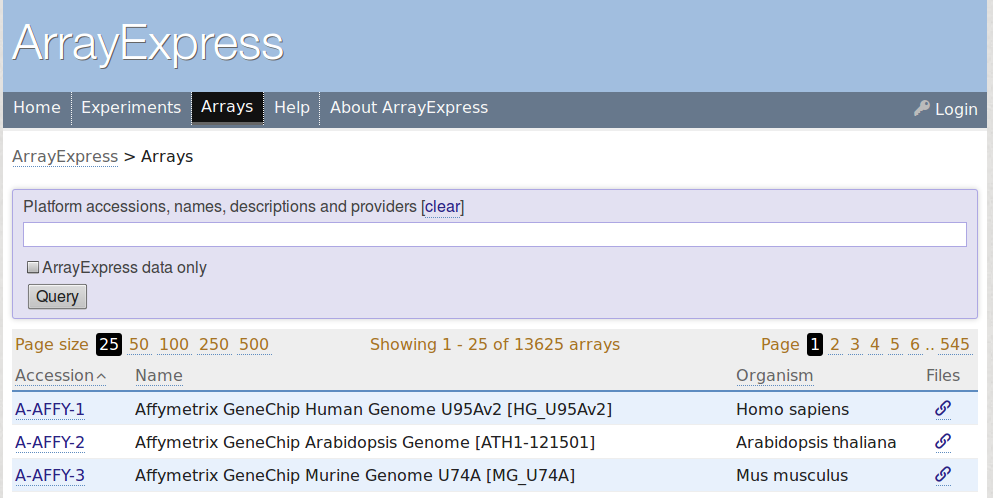 ArrayExpress
Home Experiments Arrays Help About ArrayExpress Login
ArrayExpress > Arrays
Platform accessions, names, descriptions and providers [clear]
ArrayExpress data only
Query
Page size 25 50 100 250 500 Showing 1 - 25 of 13625 arrays Page 1 2 3 4 5 6 .. 545
Accession Name Organism Files
A-AFFY-1 Affymetrix GeneChip Human Genome U95Av2 [HG_U95Av2] Homo sapiens
A-AFFY-2 Affymetrix GeneChip Arabidopsis Genome [ATH1-121501] Arabidopsis thaliana
A-AFFY-3 Affymetrix GeneChip Murine Genome U74A [MG_U74A] Mus musculus